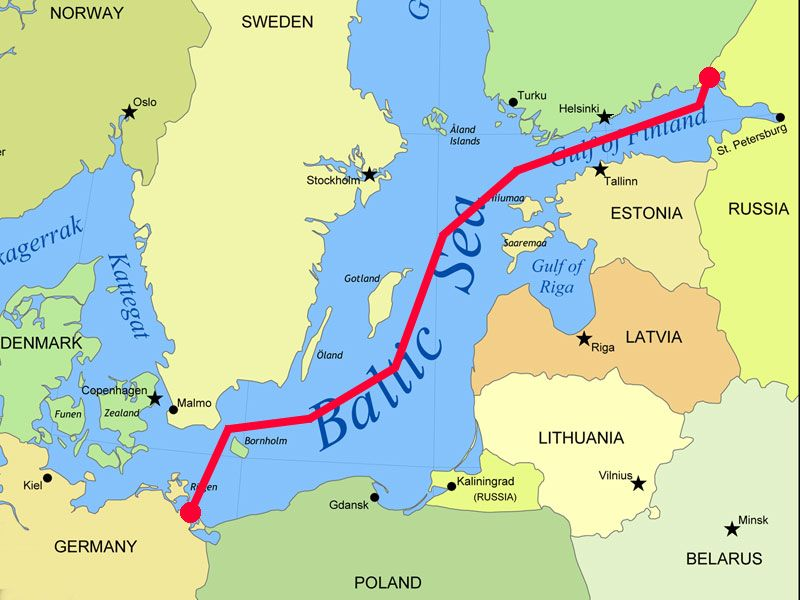 NORWAY
SWEDEN
G
Oslo
Turku
Helsinki
Åland
Islands
Gulf of Finland
St. Petersburg
Stockholm
Tallinn
Hiiumaa
ESTONIA
RUSSIA
Saaremaa
kagerrak
Kattegat
Gotland
Gulf of
Riga
Baltic Sea
DENMARK
Öland
Riga
LATVIA
Copenhagen
Malmo
Funen
Zealand
Bornholm
LITHUANIA
Kiel
Rügen
Gdansk
Kaliningrad
(RUSSIA)
Vilnius
Minsk
GERMANY
BELARUS
POLAND